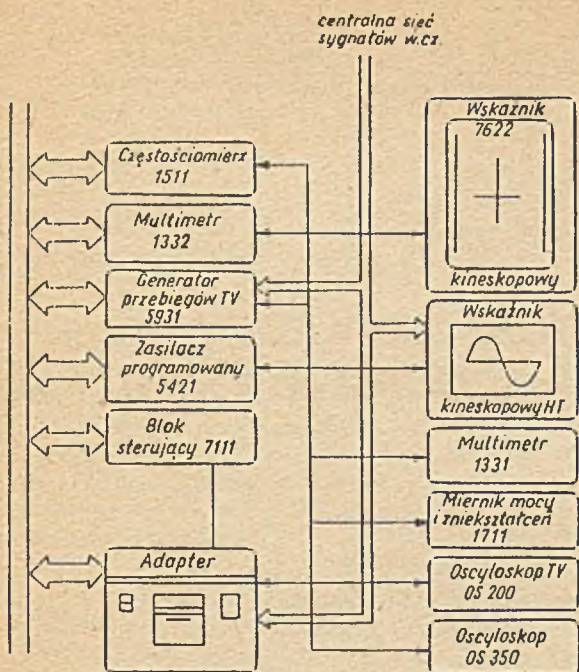 centralna sieć
sygnałów w.cz.
Częstościomierz
1511
Multimetr
1332
Generator
przebiegów TV
5931
Zasilacz
programowany
5421
Blok
sterujący 7111
Adapter
Wskaźnik
7622
kineskopowy
Wskaźnik
kineskopowy HT
Multimetr
1331
Miernik mocy
i zniekształceń
1711
Oscyloskop TV
OS 200
Oscyloskop
OS 350